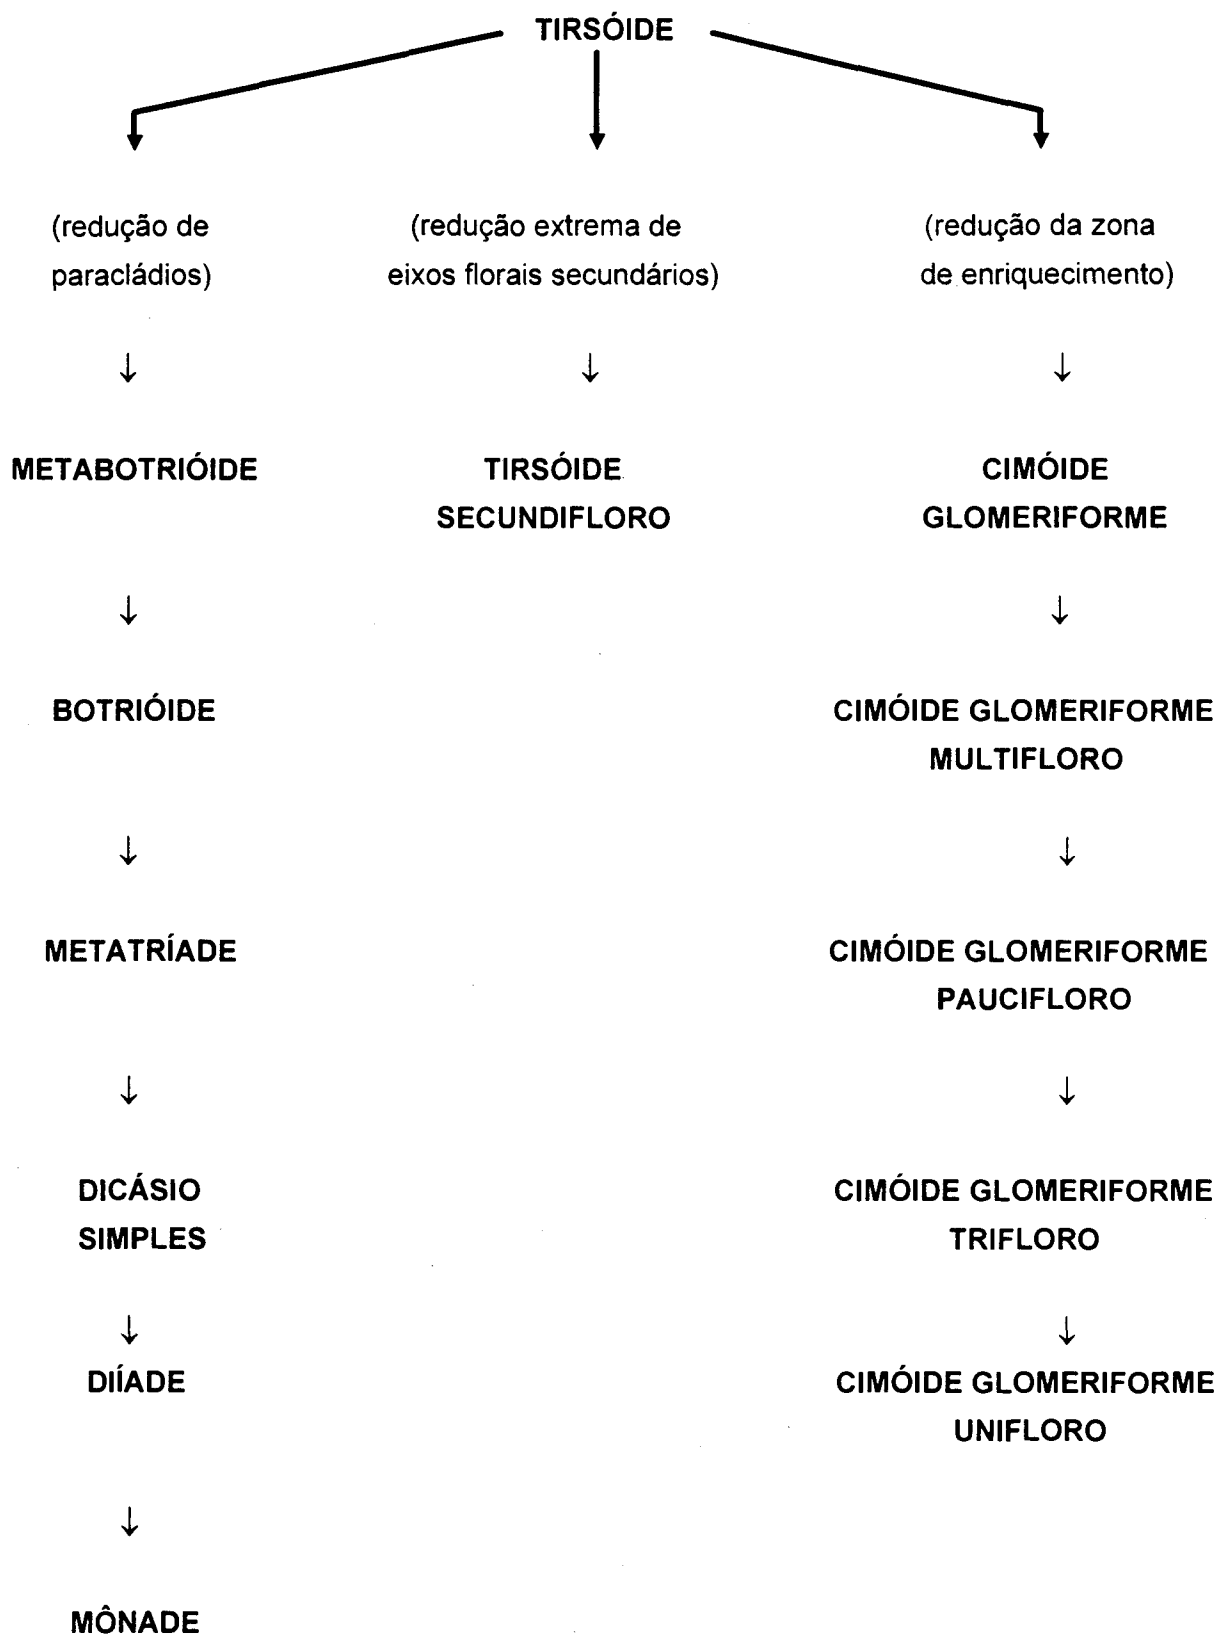 TIRSÓIDE
(redução de
paracládios)
(redução extrema de
eixos florais secundários)
(redução da zona
de enriquecimento)
METABOTRIÓIDE
TIRSÓIDE
SECUNDIFLORO
CIMÓIDE
GLOMERIFORME
BOTRIÓIDE
CIMÓIDE GLOMERIFORME
MULTIFLORO
METATRÍADE
CIMÓIDE GLOMERIFORME
PAUCIFLORO
DICÁSIO
SIMPLES
CIMÓIDE GLOMERIFORME
TRIFLORO
DIÍADE
CIMÓIDE GLOMERIFORME
UNIFLORO
MÔNADE